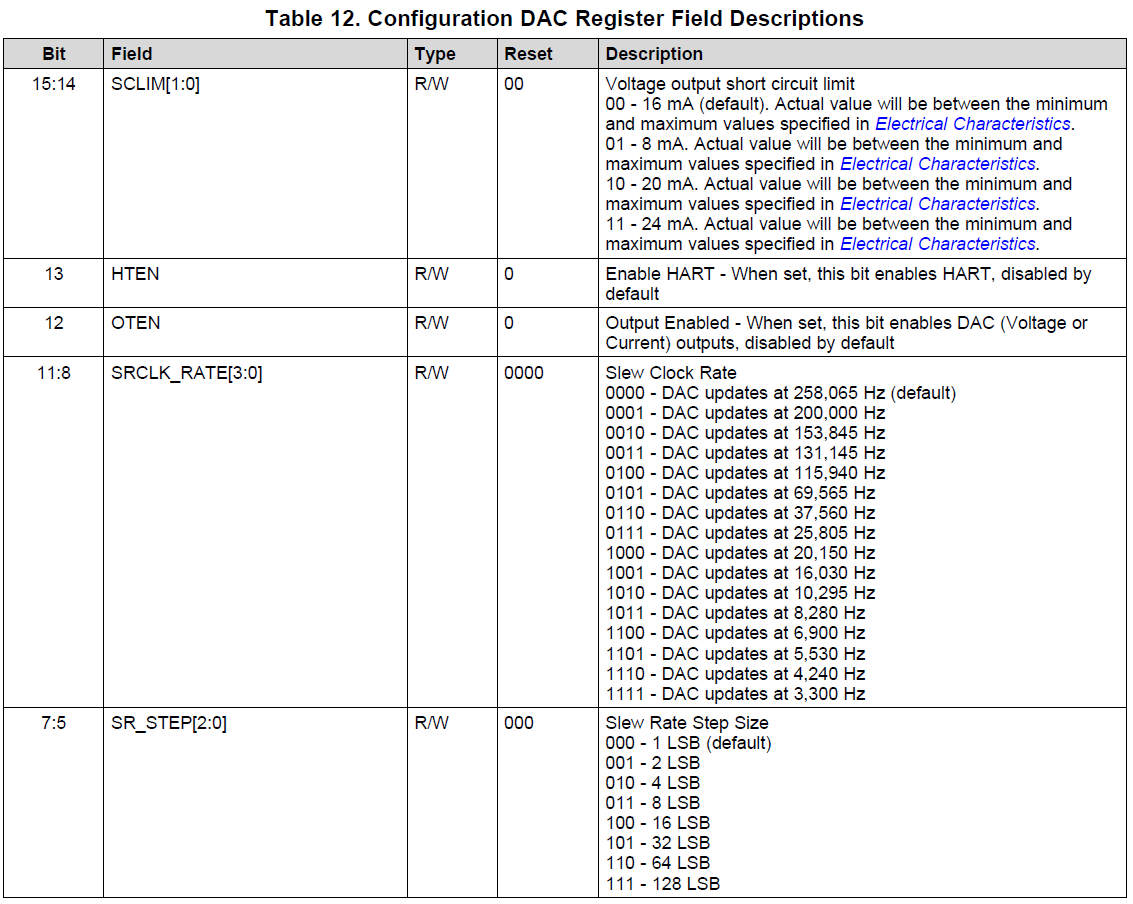 Table 12. Configuration DAC Register Field Descriptions
Bit Field Type Reset Description
15:14 SCLIM[1:0] R/W 00 Voltage output short circuit limit
00 - 16 mA (default). Actual value will be between the minimum
and maximum values specified in Electrical Characteristics.
01 - 8 mA. Actual value will be between the minimum and
maximum values specified in Electrical Characteristics.
10 - 20 mA. Actual value will be between the minimum and
maximum values specified in Electrical Characteristics.
11 - 24 mA. Actual value will be between the minimum and
maximum values specified in Electrical Characteristics.
13 HTEN R/W 0 Enable HART - When set, this bit enables HART, disabled by
default
12 OTEN R/W 0 Output Enabled - When set, this bit enables DAC (Voltage or
Current) outputs, disabled by default
11:8 SRCLK_RATE[3:0] R/W 0000 Slew Clock Rate
0000 - DAC updates at 258,065 Hz (default)
0001 - DAC updates at 200,000 Hz
0010 - DAC updates at 153,845 Hz
0011 - DAC updates at 131,145 Hz
0100 - DAC updates at 115,940 Hz
0101 - DAC updates at 69,565 Hz
0110 - DAC updates at 37,560 Hz
0111 - DAC updates at 25,805 Hz
1000 - DAC updates at 20,150 Hz
1001 - DAC updates at 16,030 Hz
1010 - DAC updates at 10,295 Hz
1011 - DAC updates at 8,280 Hz
1100 - DAC updates at 6,900 Hz
1101 - DAC updates at 5,530 Hz
1110 - DAC updates at 4,240 Hz
1111 - DAC updates at 3,300 Hz
7:5 SR_STEP[2:0] R/W 000 Slew Rate Step Size
000 - 1 LSB (default)
001 - 2 LSB
010 - 4 LSB
011 - 8 LSB
100 - 16 LSB
101 - 32 LSB
110 - 64 LSB
111 - 128 LSB